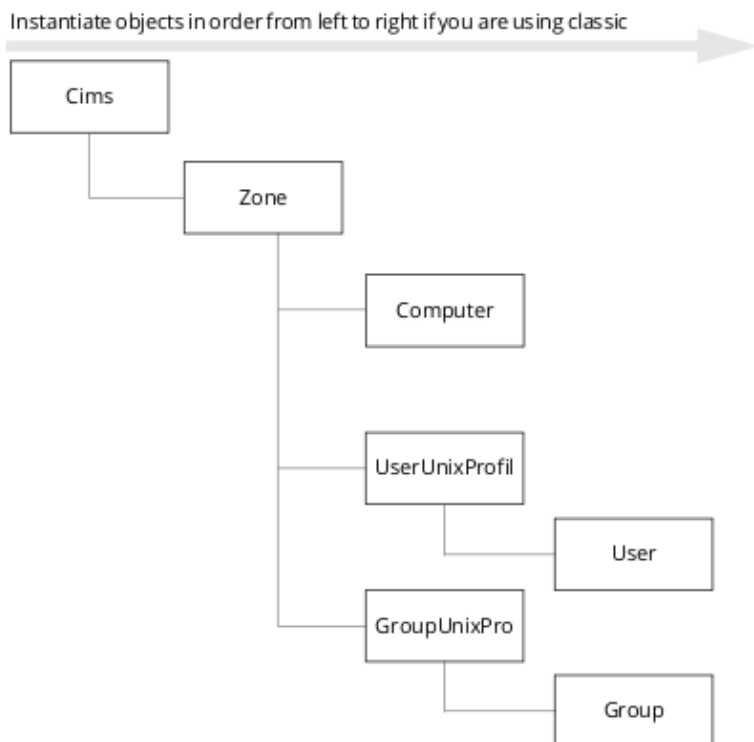 Instantiate objects in order from left to right if you are using classic
Cims
Zone
Computer
UserUnixProfil
User
GroupUnixPro
Group